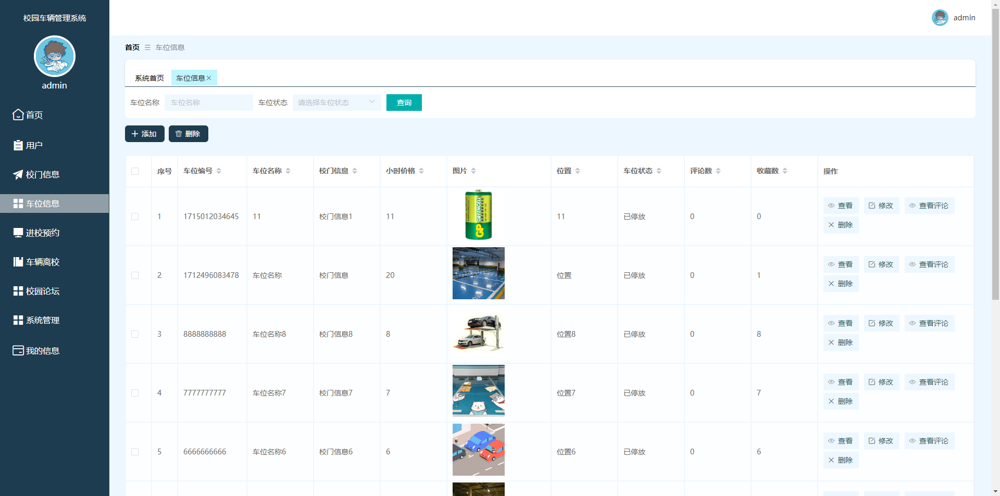 校园车辆管理系统
admin
admin
首页
用户
校门信息
车位信息
进校预约
车辆离校
校园论坛
系统管理
我的信息
首页 车位信息
系统首页 车位信息
车位名称 车位名称 车位状态 请选择车位状态 查询
添加 删除
序号 车位编号 车位名称 校门信息 小时价格 图片 位置 车位状态 评论数 收藏数 操作
1 1715012034645 11 校门信息1 11 GP GREENCELL 11 已停放 0 0 查看 修改 查看评论
删除
2 1712496083478 车位名称 校门信息 20 位置 已停放 0 1 查看 修改 查看评论
删除
3 8888888888 车位名称8 校门信息8 8 位置8 已停放 0 8 查看 修改 查看评论
删除
4 7777777777 车位名称7 校门信息7 7 位置7 已停放 0 7 查看 修改 查看评论
删除
5 6666666666 车位名称6 校门信息6 6 位置6 已停放 0 6 查看 修改 查看评论
删除